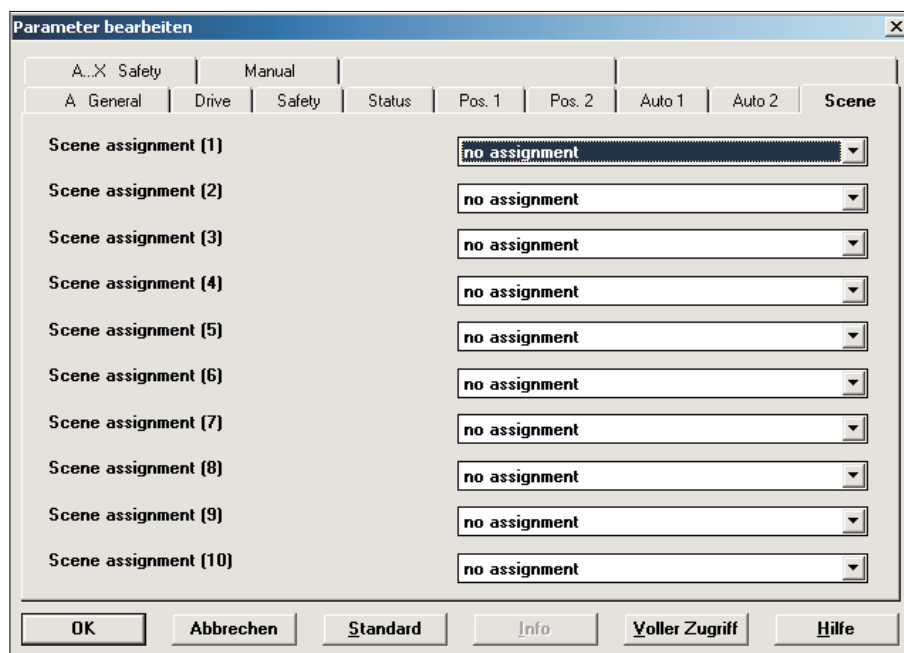 Parameter bearbeiten
A...X Safety Manual
A General Drive Safety Status Pos. 1 Pos. 2 Auto 1 Auto 2 Scene
Scene assignment (1) no assignment
Scene assignment (2) no assignment
Scene assignment (3) no assignment
Scene assignment (4) no assignment
Scene assignment (5) no assignment
Scene assignment (6) no assignment
Scene assignment (7) no assignment
Scene assignment (8) no assignment
Scene assignment (9) no assignment
Scene assignment (10) no assignment
OK Abbrechen Standard Info Voller Zugriff Hilfe